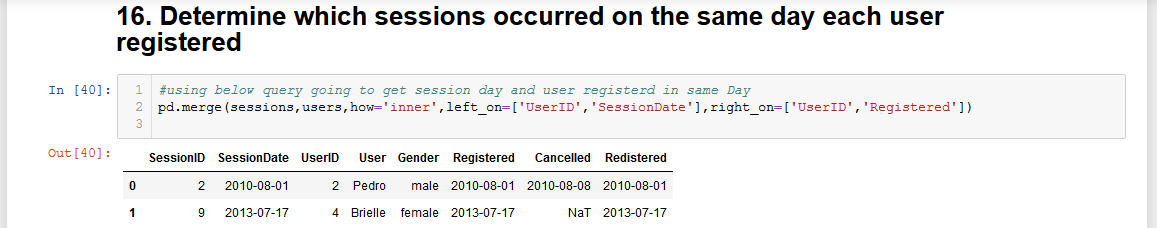 16. Determine which sessions occurred on the same day each user
registered
In [40]:
1 #using below query going to get session day and user registerd in same Day
2 pd.merge(sessions,users,how='inner',left_on=['UserID','SessionDate'],right_on=['UserID','Registered'])
3
Out[40]:
SessionID SessionDate UserID User Gender Registered Cancelled Redistered
0 2 2010-08-01 2 Pedro male 2010-08-01 2010-08-08 2010-08-01
1 9 2013-07-17 4 Brielle female 2013-07-17 NaT 2013-07-17